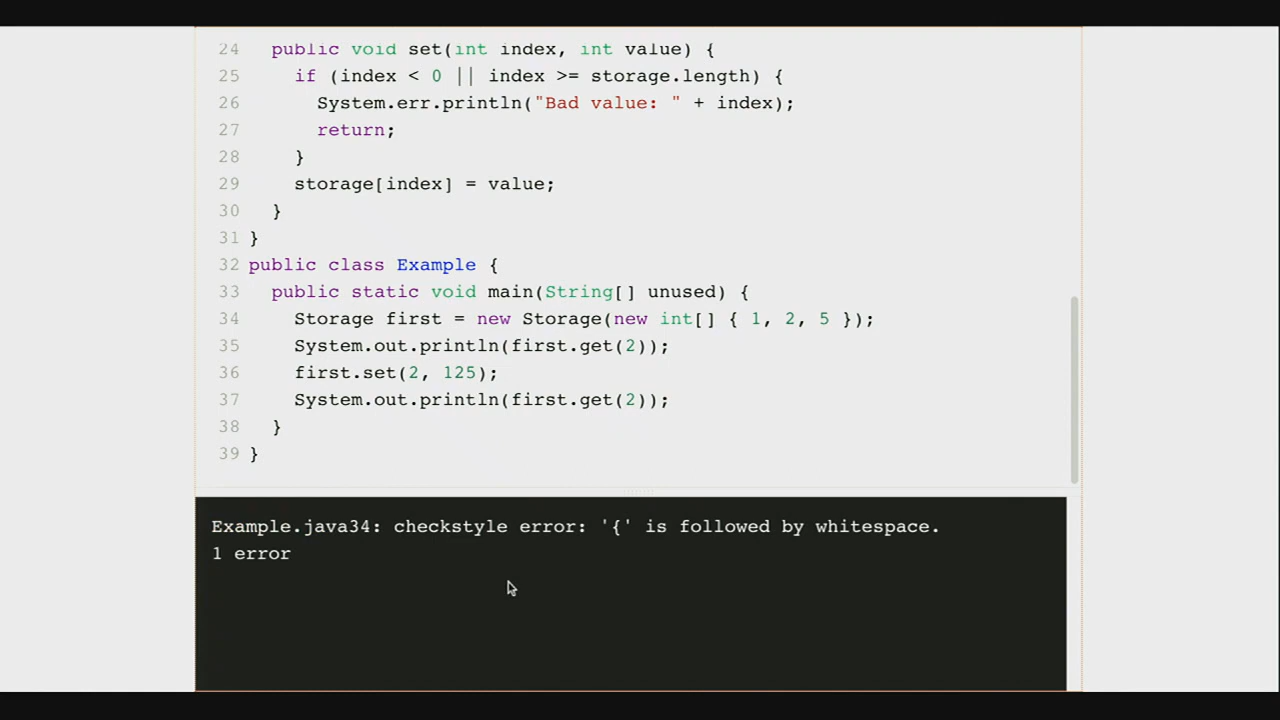 24 public void set(int index, int value) {
25 if (index < 0 || index >= storage.length) {
26 System.err.println("Bad value: " + index);
27 return;
28 }
29 storage[index] = value;
30 }
31 }
32 public class Example {
33 public static void main(String[] unused) {
34 Storage first = new Storage(new int[] { 1, 2, 5 });
35 System.out.println(first.get(2));
36 first.set(2, 125);
37 System.out.println(first.get(2));
38 }
39 }
Example.java34: checkstyle error: '{' is followed by whitespace.
1 error